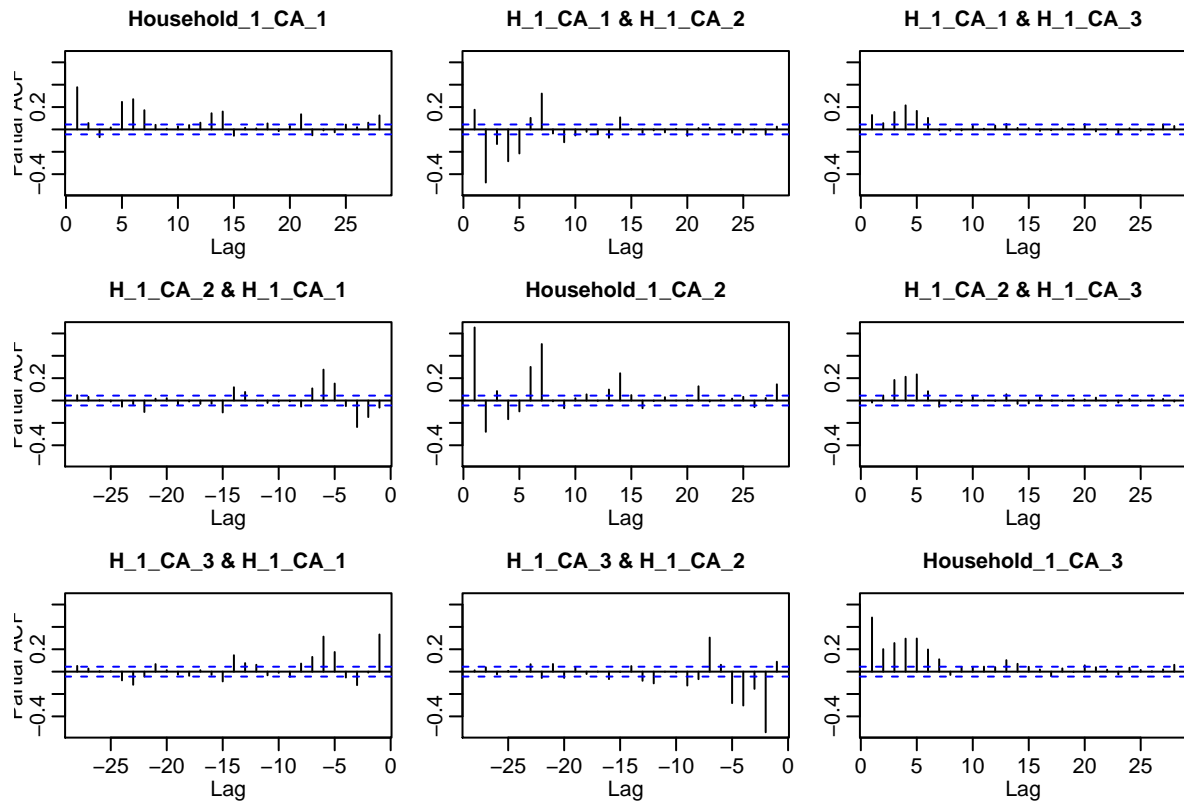 Household_1_CA_1 H_1_CA_1 & H_1_CA_2 H_1_CA_1 & H_1_CA_3
Partial ACF
0.2
−0.4
0.2
−0.4
0.2
−0.4
0 5 10 15 20 25 0 5 10 15 20 25 0 5 10 15 20 25
Lag Lag Lag
H_1_CA_2 & H_1_CA_1 Household_1_CA_2 H_1_CA_2 & H_1_CA_3
Partial ACF
0.2
−0.4
0.2
−0.4
0.2
−0.4
−25 −20 −15 −10 −5 0 0 5 10 15 20 25 0 5 10 15 20 25
Lag Lag Lag
H_1_CA_3 & H_1_CA_1 H_1_CA_3 & H_1_CA_2 Household_1_CA_3
Partial ACF
0.2
−0.4
0.2
−0.4
0.2
−0.4
−25 −20 −15 −10 −5 0 −25 −20 −15 −10 −5 0 0 5 10 15 20 25
Lag Lag Lag